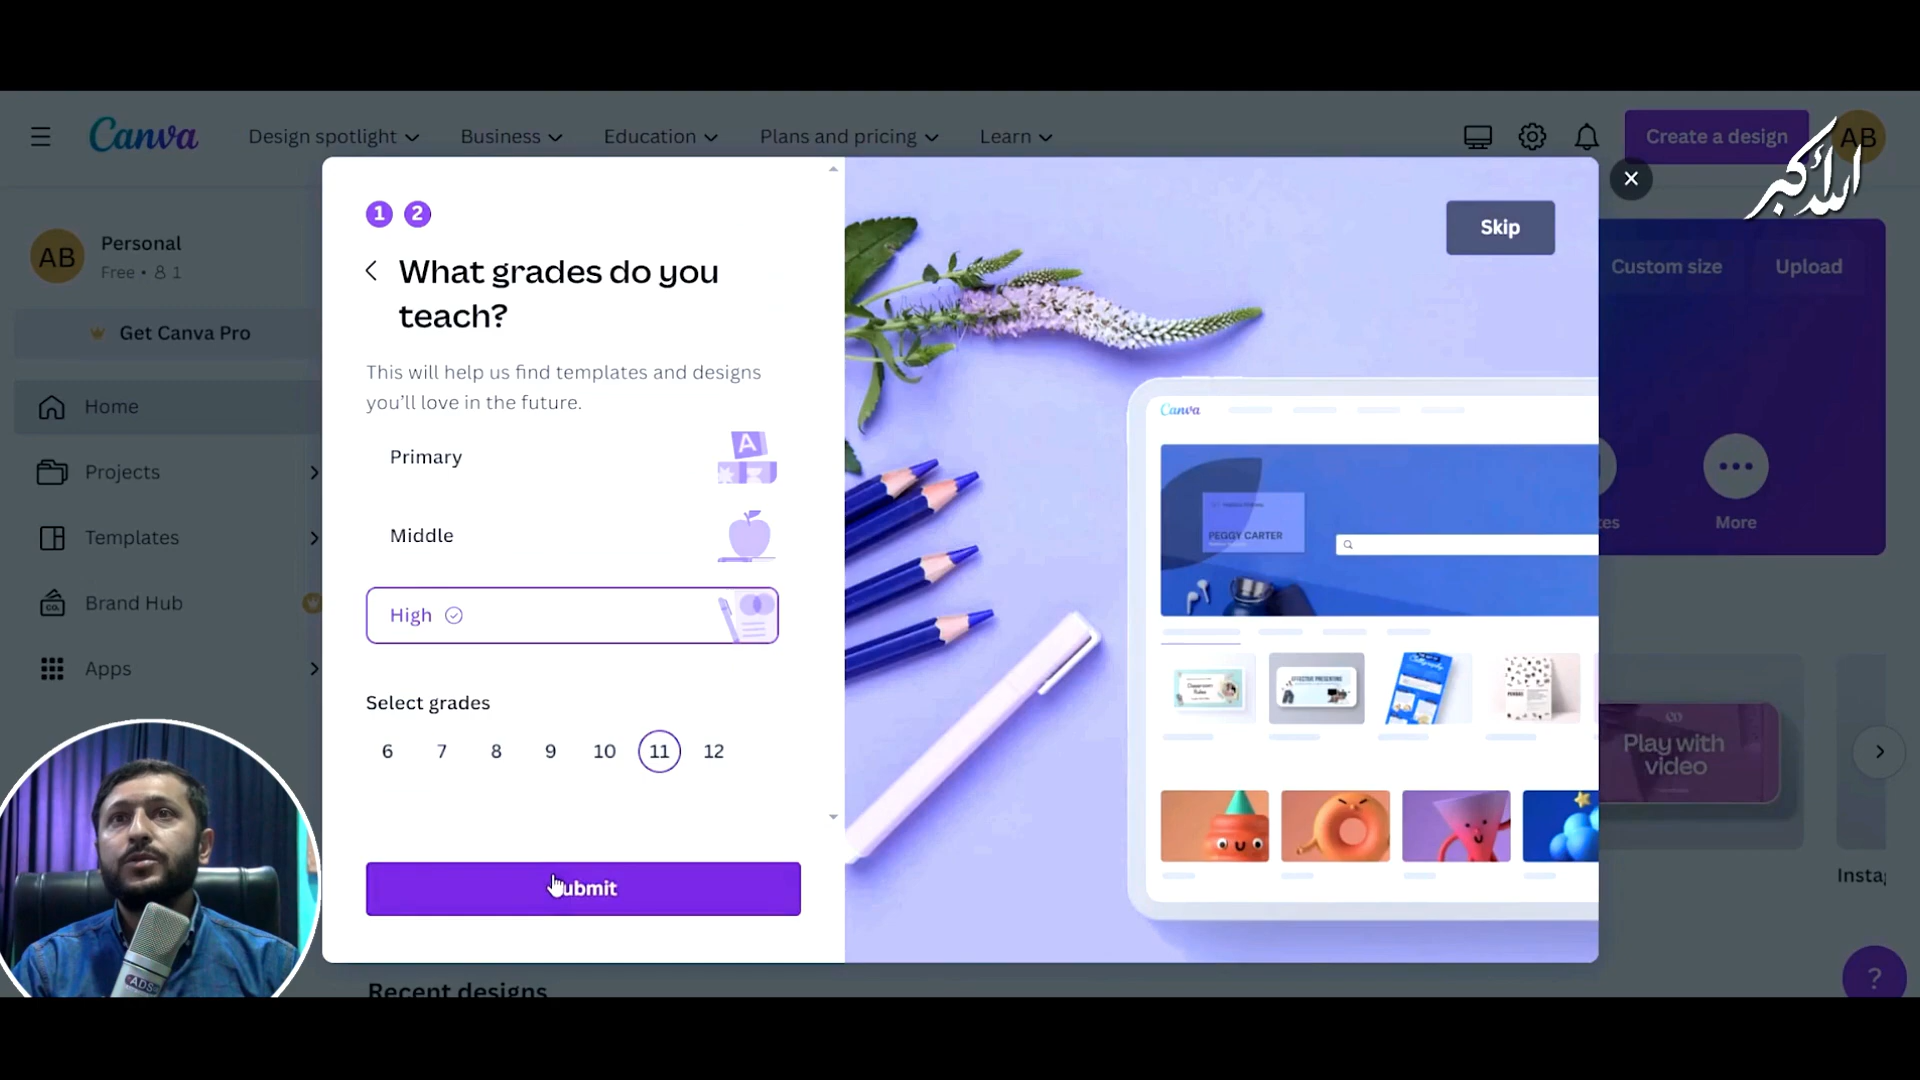 Canva
Design spotlight
Business
Education
Plans and pricing
Learn
Create a design
AB
الله أكبر
AB
Personal
Free • 1
Get Canva Pro
Home
Projects
Templates
Brand Hub
Apps
1 2
What grades do you
teach?
This will help us find templates and designs
you'll love in the future.
Primary
A
Middle
High
Select grades
6 7 8 9 10 11 12
Submit
Skip
Canva
PEGGY CARTER
EFFECTIVE PRESENTING
Custom size
Upload
More
Play with
video
Recent designs
?
ADS